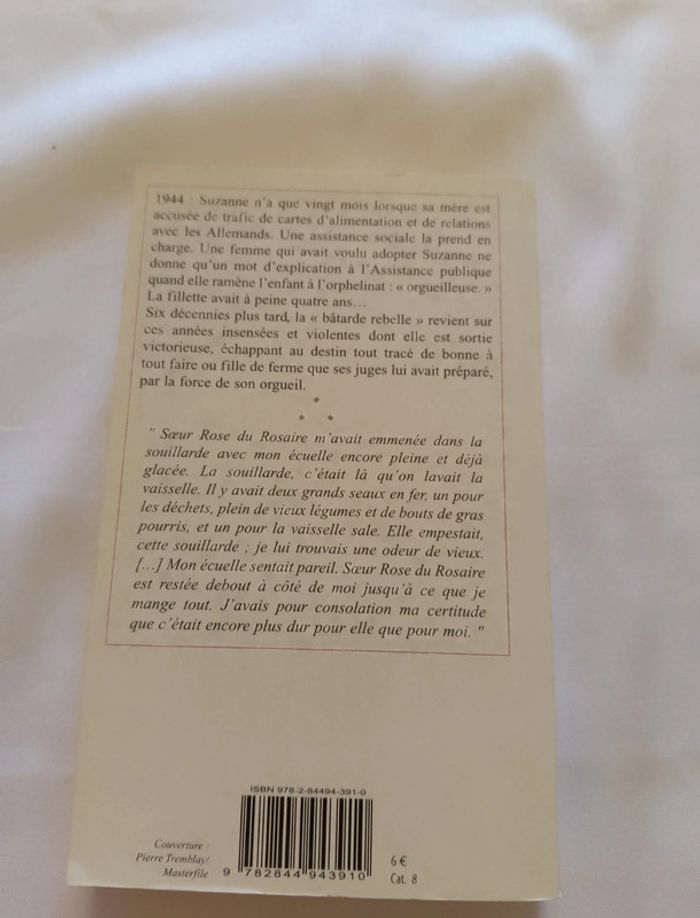 1944 : Suzanne n'a que vingt mois lorsque sa mère est
accusée de trafic de cartes d'alimentation et de relations
avec les Allemands. Une assistance sociale la prend en
charge. Une femme qui avait voulu adopter Suzanne ne
donne qu'un mot d'explication à l'Assistance publique
quand elle ramène l'enfant à l'orphelinat : « orgueilleuse. »
La fillette avait à peine quatre ans…
Six décennies plus tard, la « bâtarde rebelle » revient sur
ces années insensées et violentes dont elle est sortie
victorieuse, échappant au destin tout tracé de bonne à
tout faire ou fille de ferme que ses juges lui avait préparé,
par la force de son orgueil.
*
* *
" Sœur Rose du Rosaire m'avait emmenée dans la
souillarde avec mon écuelle encore pleine et déjà
glacée. La souillarde, c'était là qu'on lavait la
vaisselle. Il y avait deux grands seaux en fer, un pour
les déchets, plein de vieux légumes et de bouts de gras
pourris, et un pour la vaisselle sale. Elle empestait,
cette souillarde ; je lui trouvais une odeur de vieux.
[…] Mon écuelle sentait pareil. Sœur Rose du Rosaire
est restée debout à côté de moi jusqu'à ce que je
mange tout. J'avais pour consolation ma certitude
que c'était encore plus dur pour elle que pour moi. "
ISBN 978-2-84494-391-0
Couverture :
Pierre Tremblay/
Masterfile
9 782844 943910
6 €
Cat. 8